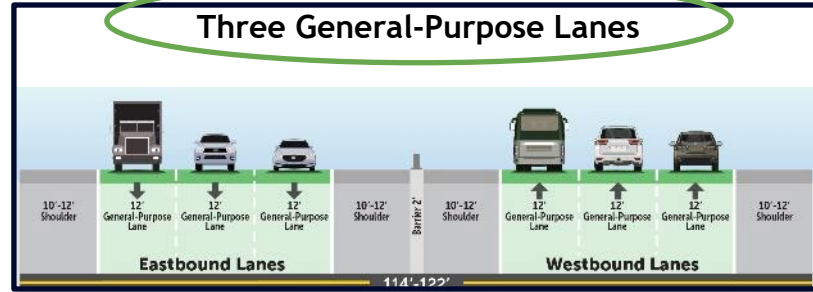 Three General-Purpose Lanes
10'-12'
Shoulder
12'
General-Purpose
Lane
12'
General-Purpose
Lane
12'
General-Purpose
Lane
10'-12'
Shoulder
Barrier 2'
10'-12'
Shoulder
12'
General-Purpose
Lane
12'
General-Purpose
Lane
12'
General-Purpose
Lane
10'-12'
Shoulder
Eastbound Lanes
Westbound Lanes
114'-122'